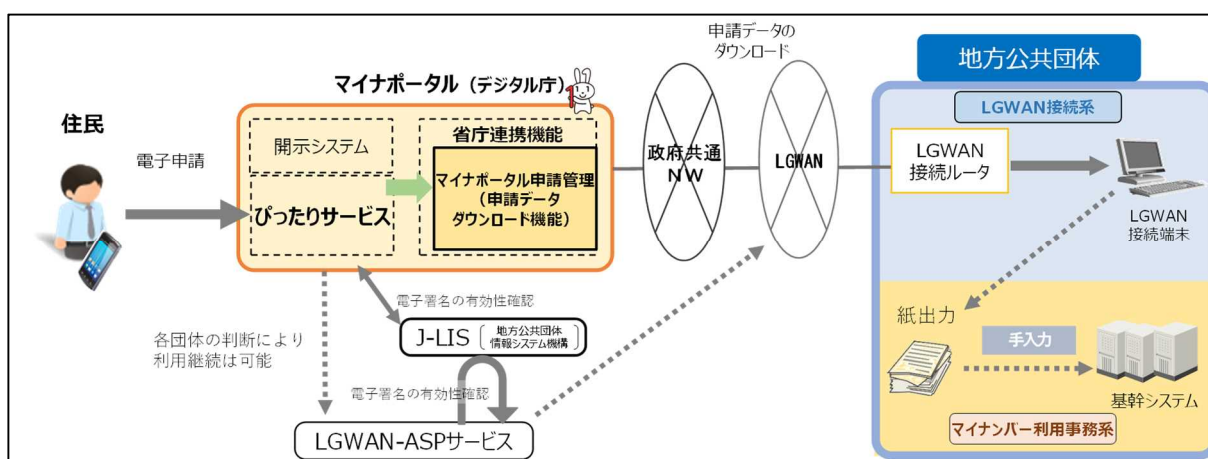 申請データの
ダウンロード
地方公共団体
マイナポータル（デジタル庁）
LGWAN接続系
住民
電子申請
開示システム
ぴったりサービス
省庁連携機能
マイナポータル申請管理
（申請データ
ダウンロード機能）
政府共通
NW
LGWAN
LGWAN
接続ルータ
LGWAN
接続端末
電子署名の有効性確認
J-LIS
地方公共団体
情報システム機構
各団体の判断により
利用継続は可能
電子署名の有効性確認
LGWAN-ASPサービス
紙出力
手入力
基幹システム
マイナンバー利用事務系